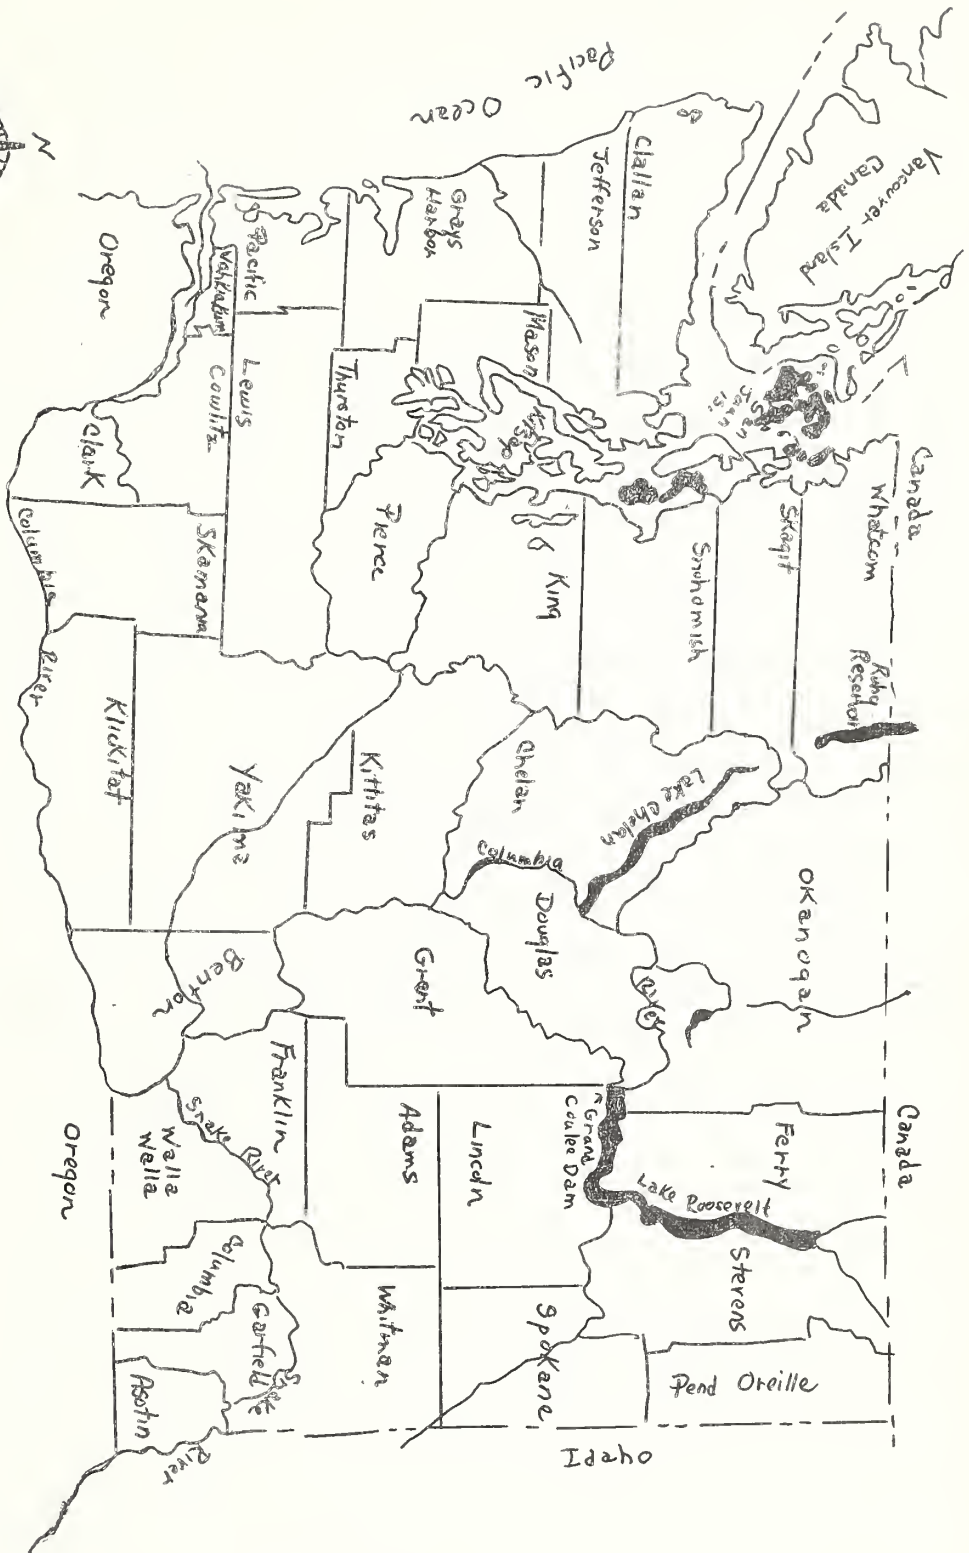 Pacific
Ocean
Vancouver Island
Canada
Canada
Whatcom
Ross
Reservoir
Okanogan
Canada
Ferry
Stevens
Pend Oreille
Idaho
Clallan
Jefferson
San
Juan
Is.
Skagit
Snohomish
King
Kitsap
Mason
Grays
Harbor
Lake Chelan
Chelan
Columbia
River
Douglas
Grand
Coulee Dam
Lake Roosevelt
Lincoln
Spokane
Pacific
Wahkiakum
Lewis
Thurston
Pierce
Kittitas
Grant
Adams
Whitman
Cowlitz
Clark
Skamania
Yakima
Klickitat
Benton
Franklin
Walla
Walla
Columbia
Garfield
Asotin
Snake River
Snake
River
Columbia River
Oregon
Oregon
N